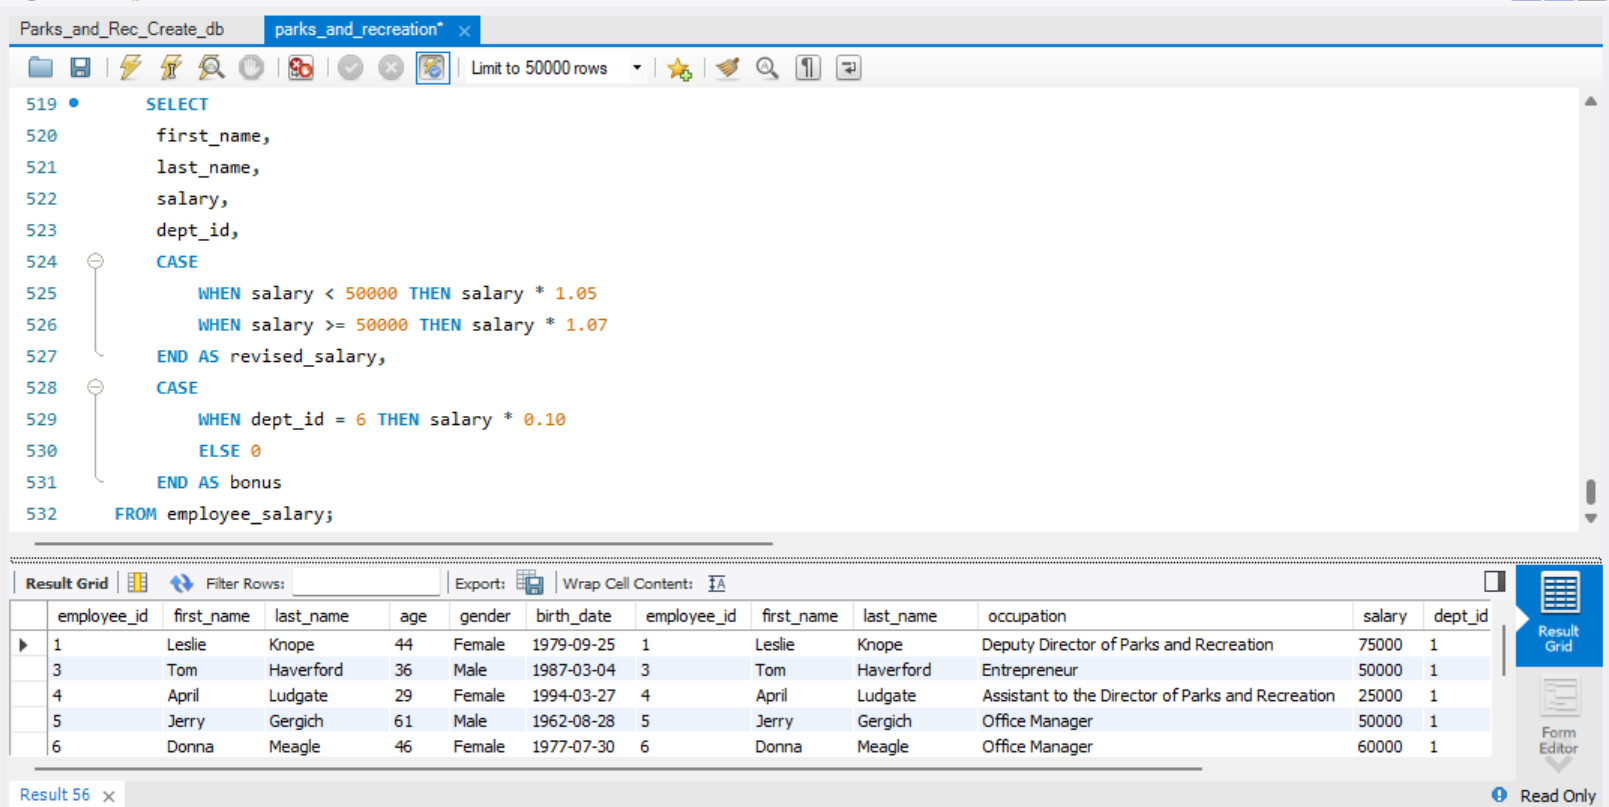 Parks_and_Rec_Create_db parks_and_recreation*
Limit to 50000 rows
519 SELECT
520 first_name,
521 last_name,
522 salary,
523 dept_id,
524 CASE
525 WHEN salary < 50000 THEN salary * 1.05
526 WHEN salary >= 50000 THEN salary * 1.07
527 END AS revised_salary,
528 CASE
529 WHEN dept_id = 6 THEN salary * 0.10
530 ELSE 0
531 END AS bonus
532 FROM employee_salary;
Result Grid Filter Rows: Export: Wrap Cell Content:
employee_id first_name last_name age gender birth_date employee_id first_name last_name occupation salary dept_id
1 Leslie Knope 44 Female 1979-09-25 1 Leslie Knope Deputy Director of Parks and Recreation 75000 1
3 Tom Haverford 36 Male 1987-03-04 3 Tom Haverford Entrepreneur 50000 1
4 April Ludgate 29 Female 1994-03-27 4 April Ludgate Assistant to the Director of Parks and Recreation 25000 1
5 Jerry Gergich 61 Male 1962-08-28 5 Jerry Gergich Office Manager 50000 1
6 Donna Meagle 46 Female 1977-07-30 6 Donna Meagle Office Manager 60000 1
Result
Grid
Form
Editor
Result 56 Read Only